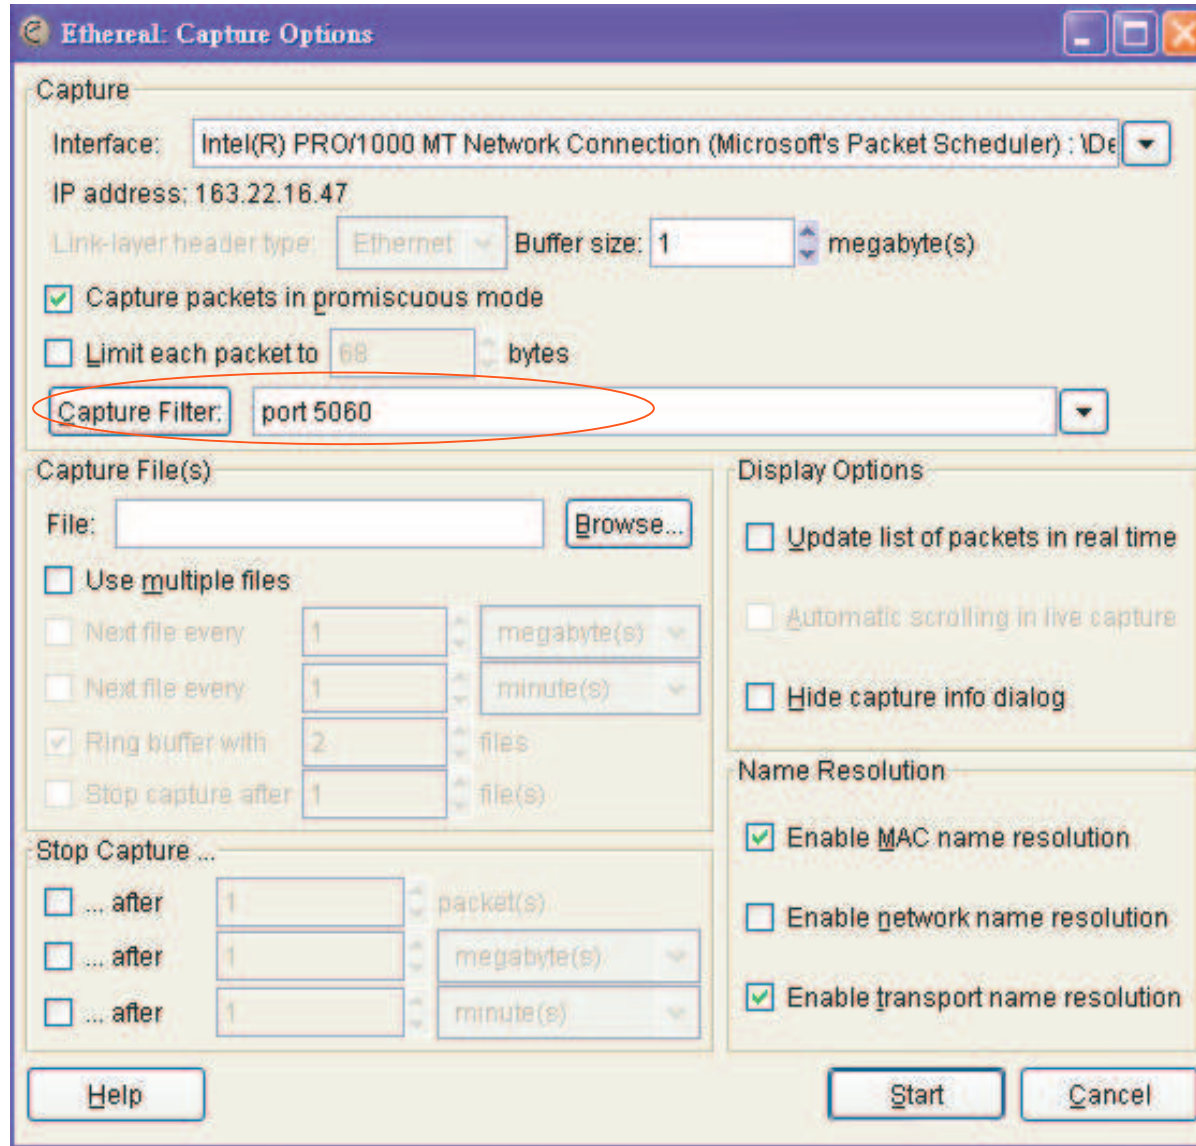 Ethereal: Capture Options
Capture
Interface: Intel(R) PRO/1000 MT Network Connection (Microsoft's Packet Scheduler) : \De
IP address: 163.22.16.47
Link-layer header type: Ethernet Buffer size: 1 megabyte(s)
Capture packets in promiscuous mode
Limit each packet to 68 bytes
Capture Filter: port 5060
Capture File(s)
File: Browse...
Use multiple files
Next file every 1 megabyte(s)
Next file every 1 minute(s)
Ring buffer with 2 files
Stop capture after 1 file(s)
Stop Capture ...
... after 1 packet(s)
... after 1 megabyte(s)
... after 1 minute(s)
Display Options
Update list of packets in real time
Automatic scrolling in live capture
Hide capture info dialog
Name Resolution
Enable MAC name resolution
Enable network name resolution
Enable transport name resolution
Help Start Cancel